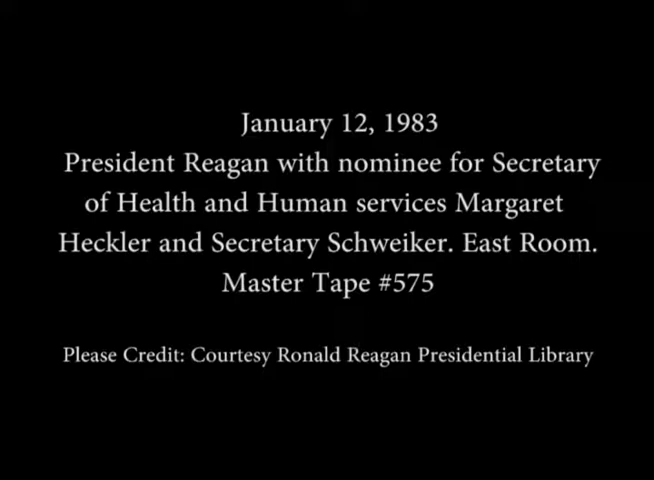 January 12, 1983
President Reagan with nominee for Secretary
of Health and Human services Margaret
Heckler and Secretary Schweiker. East Room.
Master Tape #575
Please Credit: Courtesy Ronald Reagan Presidential Library